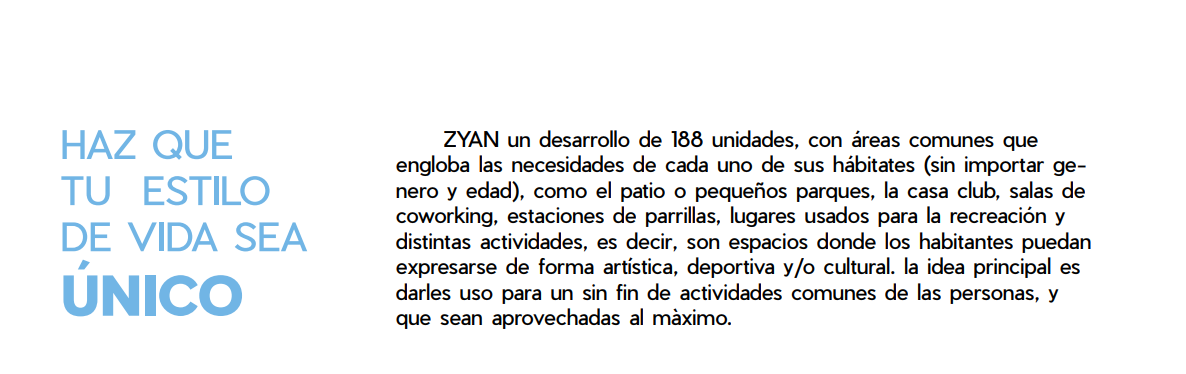 HAZ QUE
TU ESTILO
DE VIDA SEA
ÚNICO
ZYAN un desarrollo de 188 unidades, con áreas comunes que
engloba las necesidades de cada uno de sus hábitates (sin importar ge-
nero y edad), como el patio o pequeños parques, la casa club, salas de
coworking, estaciones de parrillas, lugares usados para la recreación y
distintas actividades, es decir, son espacios donde los habitantes puedan
expresarse de forma artística, deportiva y/o cultural. la idea principal es
darles uso para un sin fin de actividades comunes de las personas, y
que sean aprovechadas al màximo.